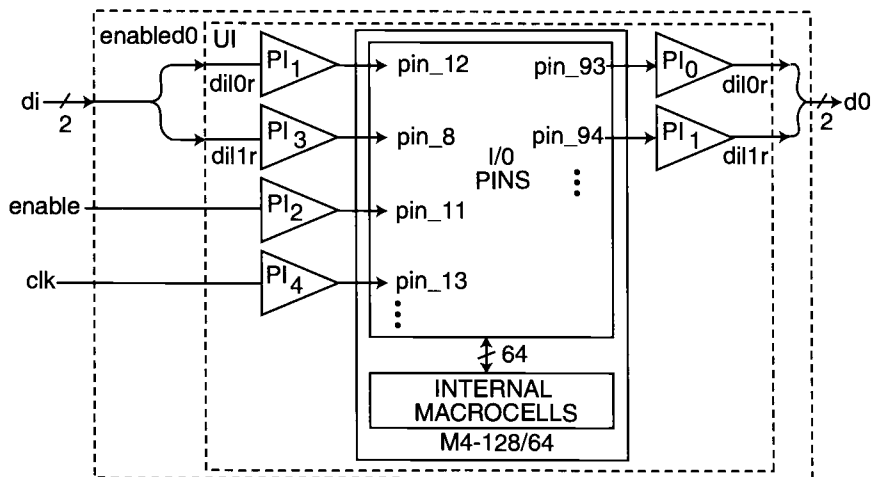 enabled0
UI
di
2
dil0r
PI1
pin_12
pin_93
PI0
dil0r
d0
2
dil1r
PI3
pin_8
pin_94
PI1
dil1r
I/0
PINS
enable
PI2
pin_11
clk
PI4
pin_13
64
INTERNAL
MACROCELLS
M4-128/64